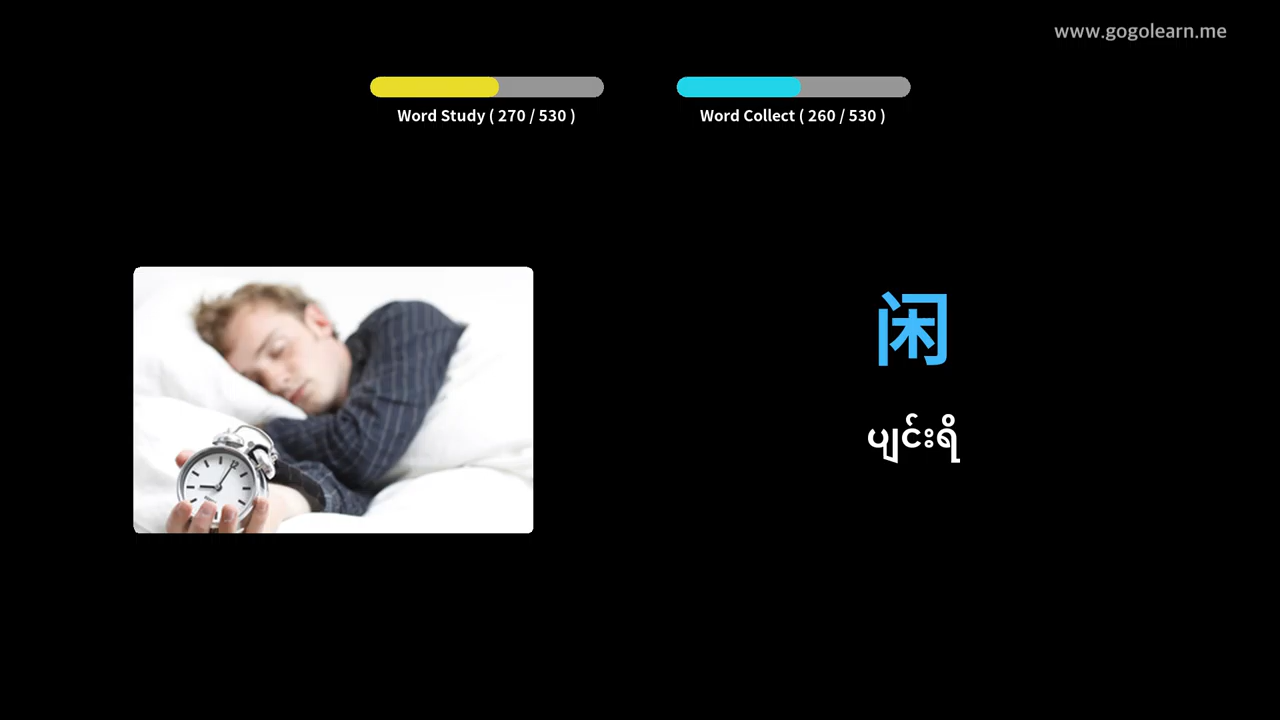 www.gogolearn.me
Word Study ( 270 / 530 )
Word Collect ( 260 / 530 )
闲
ပျင်းရိ